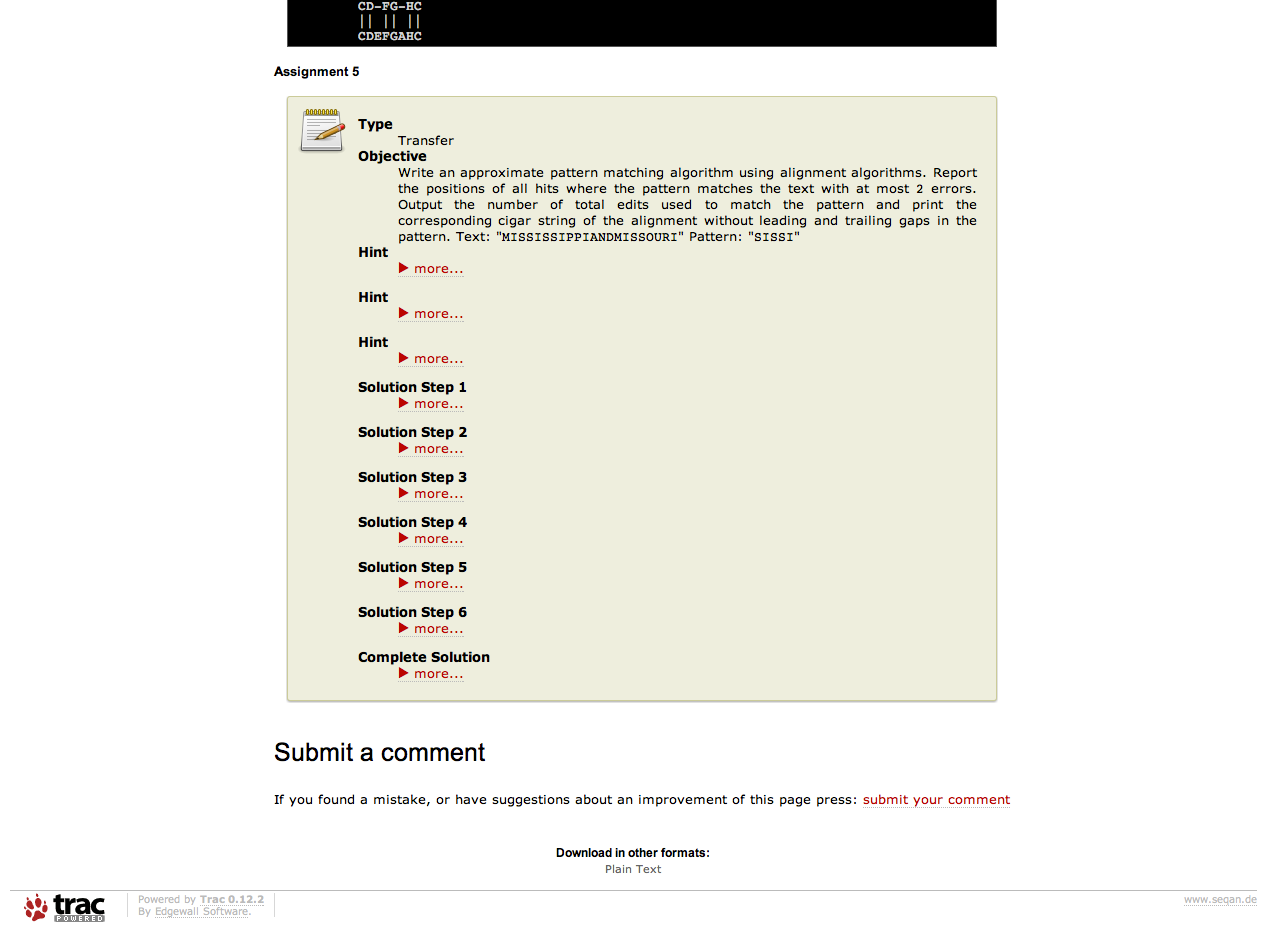 CD-FG-HC
|| || ||
CDEFGAHC
Assignment 5
Type
Transfer
Objective
Write an approximate pattern matching algorithm using alignment algorithms. Report
the positions of all hits where the pattern matches the text with at most 2 errors.
Output the number of total edits used to match the pattern and print the
corresponding cigar string of the alignment without leading and trailing gaps in the
pattern. Text: "MISSISSIPPIANDMISSOURI" Pattern: "SISSI"
Hint
more...
Hint
more...
Hint
more...
Solution Step 1
more...
Solution Step 2
more...
Solution Step 3
more...
Solution Step 4
more...
Solution Step 5
more...
Solution Step 6
more...
Complete Solution
more...
Submit a comment
If you found a mistake, or have suggestions about an improvement of this page press: submit your comment
Download in other formats:
Plain Text
trac
POWERED
Powered by Trac 0.12.2
By Edgewall Software.
www.seqan.de